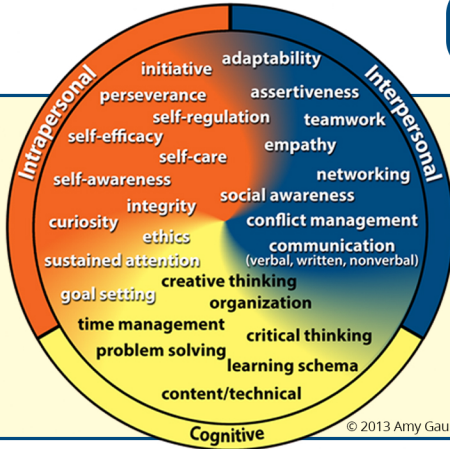 Intrapersonal
Interpersonal
adaptability
initiative
assertiveness
perseverance
self-regulation
teamwork
self-efficacy
empathy
self-care
networking
self-awareness
social awareness
integrity
curiosity
conflict management
ethics
communication
sustained attention
(verbal, written, nonverbal)
creative thinking
goal setting
organization
time management
critical thinking
problem solving
learning schema
content/technical
Cognitive
© 2013 Amy Gau